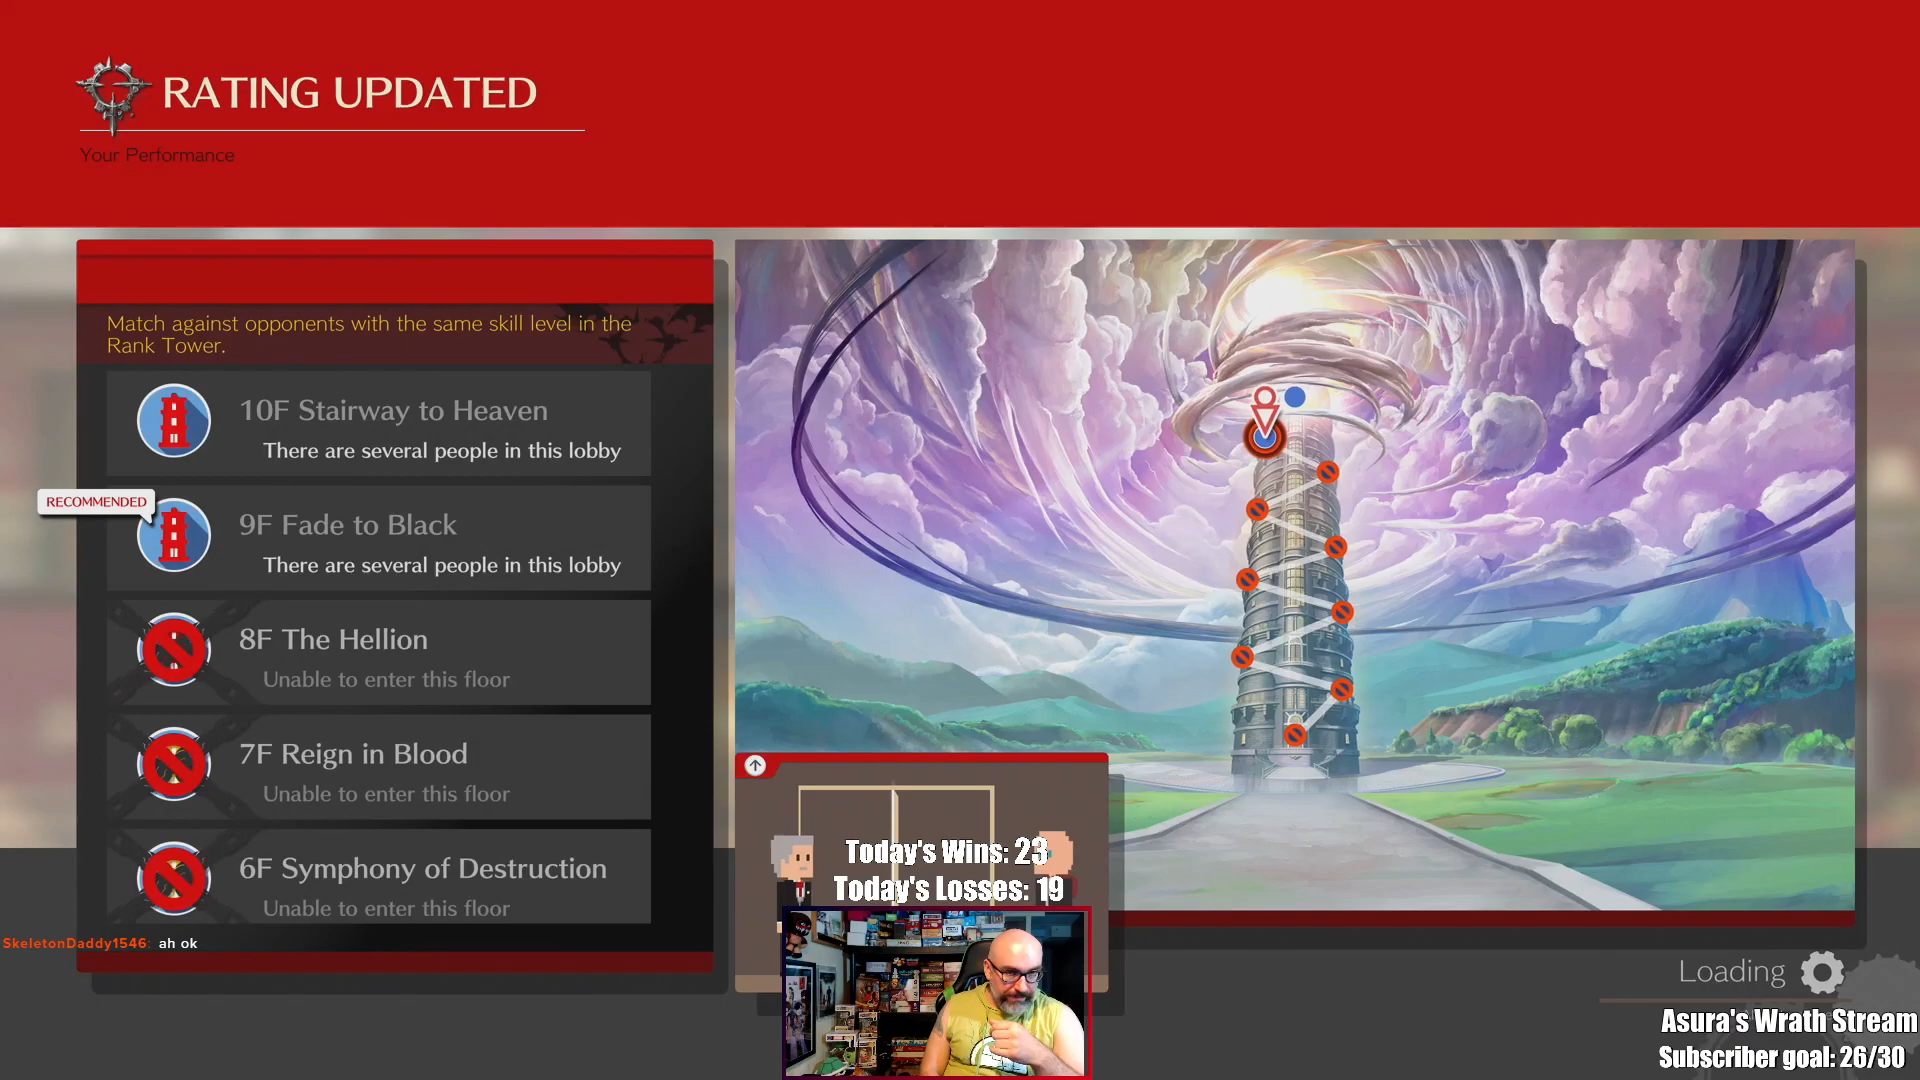 RATING UPDATED
Your Performance
Match against opponents with the same skill level in the
Rank Tower.
10F Stairway to Heaven
There are several people in this lobby
RECOMMENDED
9F Fade to Black
There are several people in this lobby
8F The Hellion
Unable to enter this floor
7F Reign in Blood
Unable to enter this floor
6F Symphony of Destruction
Unable to enter this floor
SkeletonDaddy1546: ah ok
Today's Wins: 23
Today's Losses: 19
Loading
Asura's Wrath Stream
Subscriber goal: 26/30